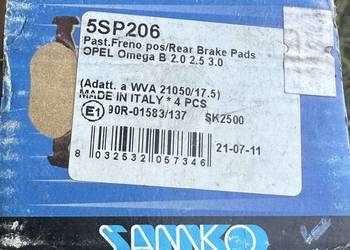 5SP206
Past.Freno pos/Rear Brake Pads
OPEL Omega B 2.0 2.5 3.0
(Adatt. a WVA 21050/17.5)
MADE IN ITALY * 4 PCS
E1 90R-01583/137 SK2500
8 032532 057346
21-07-11
SAMKO